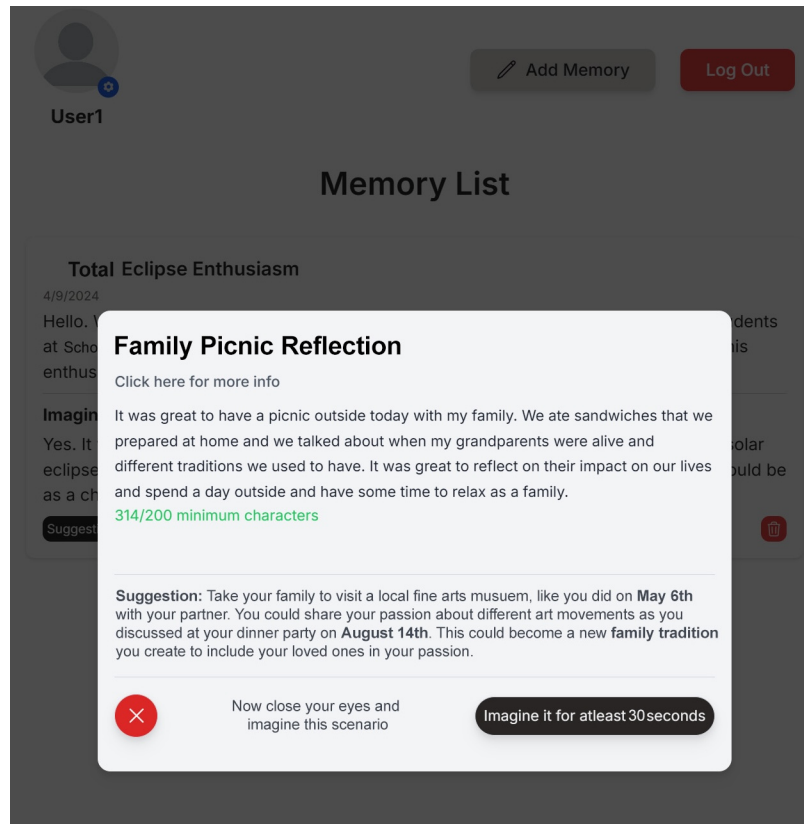 Add Memory
Log Out
User1
Memory List
Total Eclipse Enthusiasm
4/9/2024
Hello.
at
Family Picnic Reflection
Click here for more info
It was great to have a picnic outside today with my family. We ate sandwiches that we
prepared at home and we talked about when my grandparents were alive and
different traditions we used to have. It was great to reflect on their impact on our lives
and spend a day outside and have some time to relax as a family.
314/200 minimum characters
Yes. It
solar
eclipse
be
as a
Suggestion: Take your family to visit a local fine arts musuem, like you did on May 6th
with your partner. You could share your passion about different art movements as you
discussed at your dinner party on August 14th. This could become a new family tradition
you create to include your loved ones in your passion.
Now close your eyes and
imagine this scenario
Imagine it for atleast 30 seconds